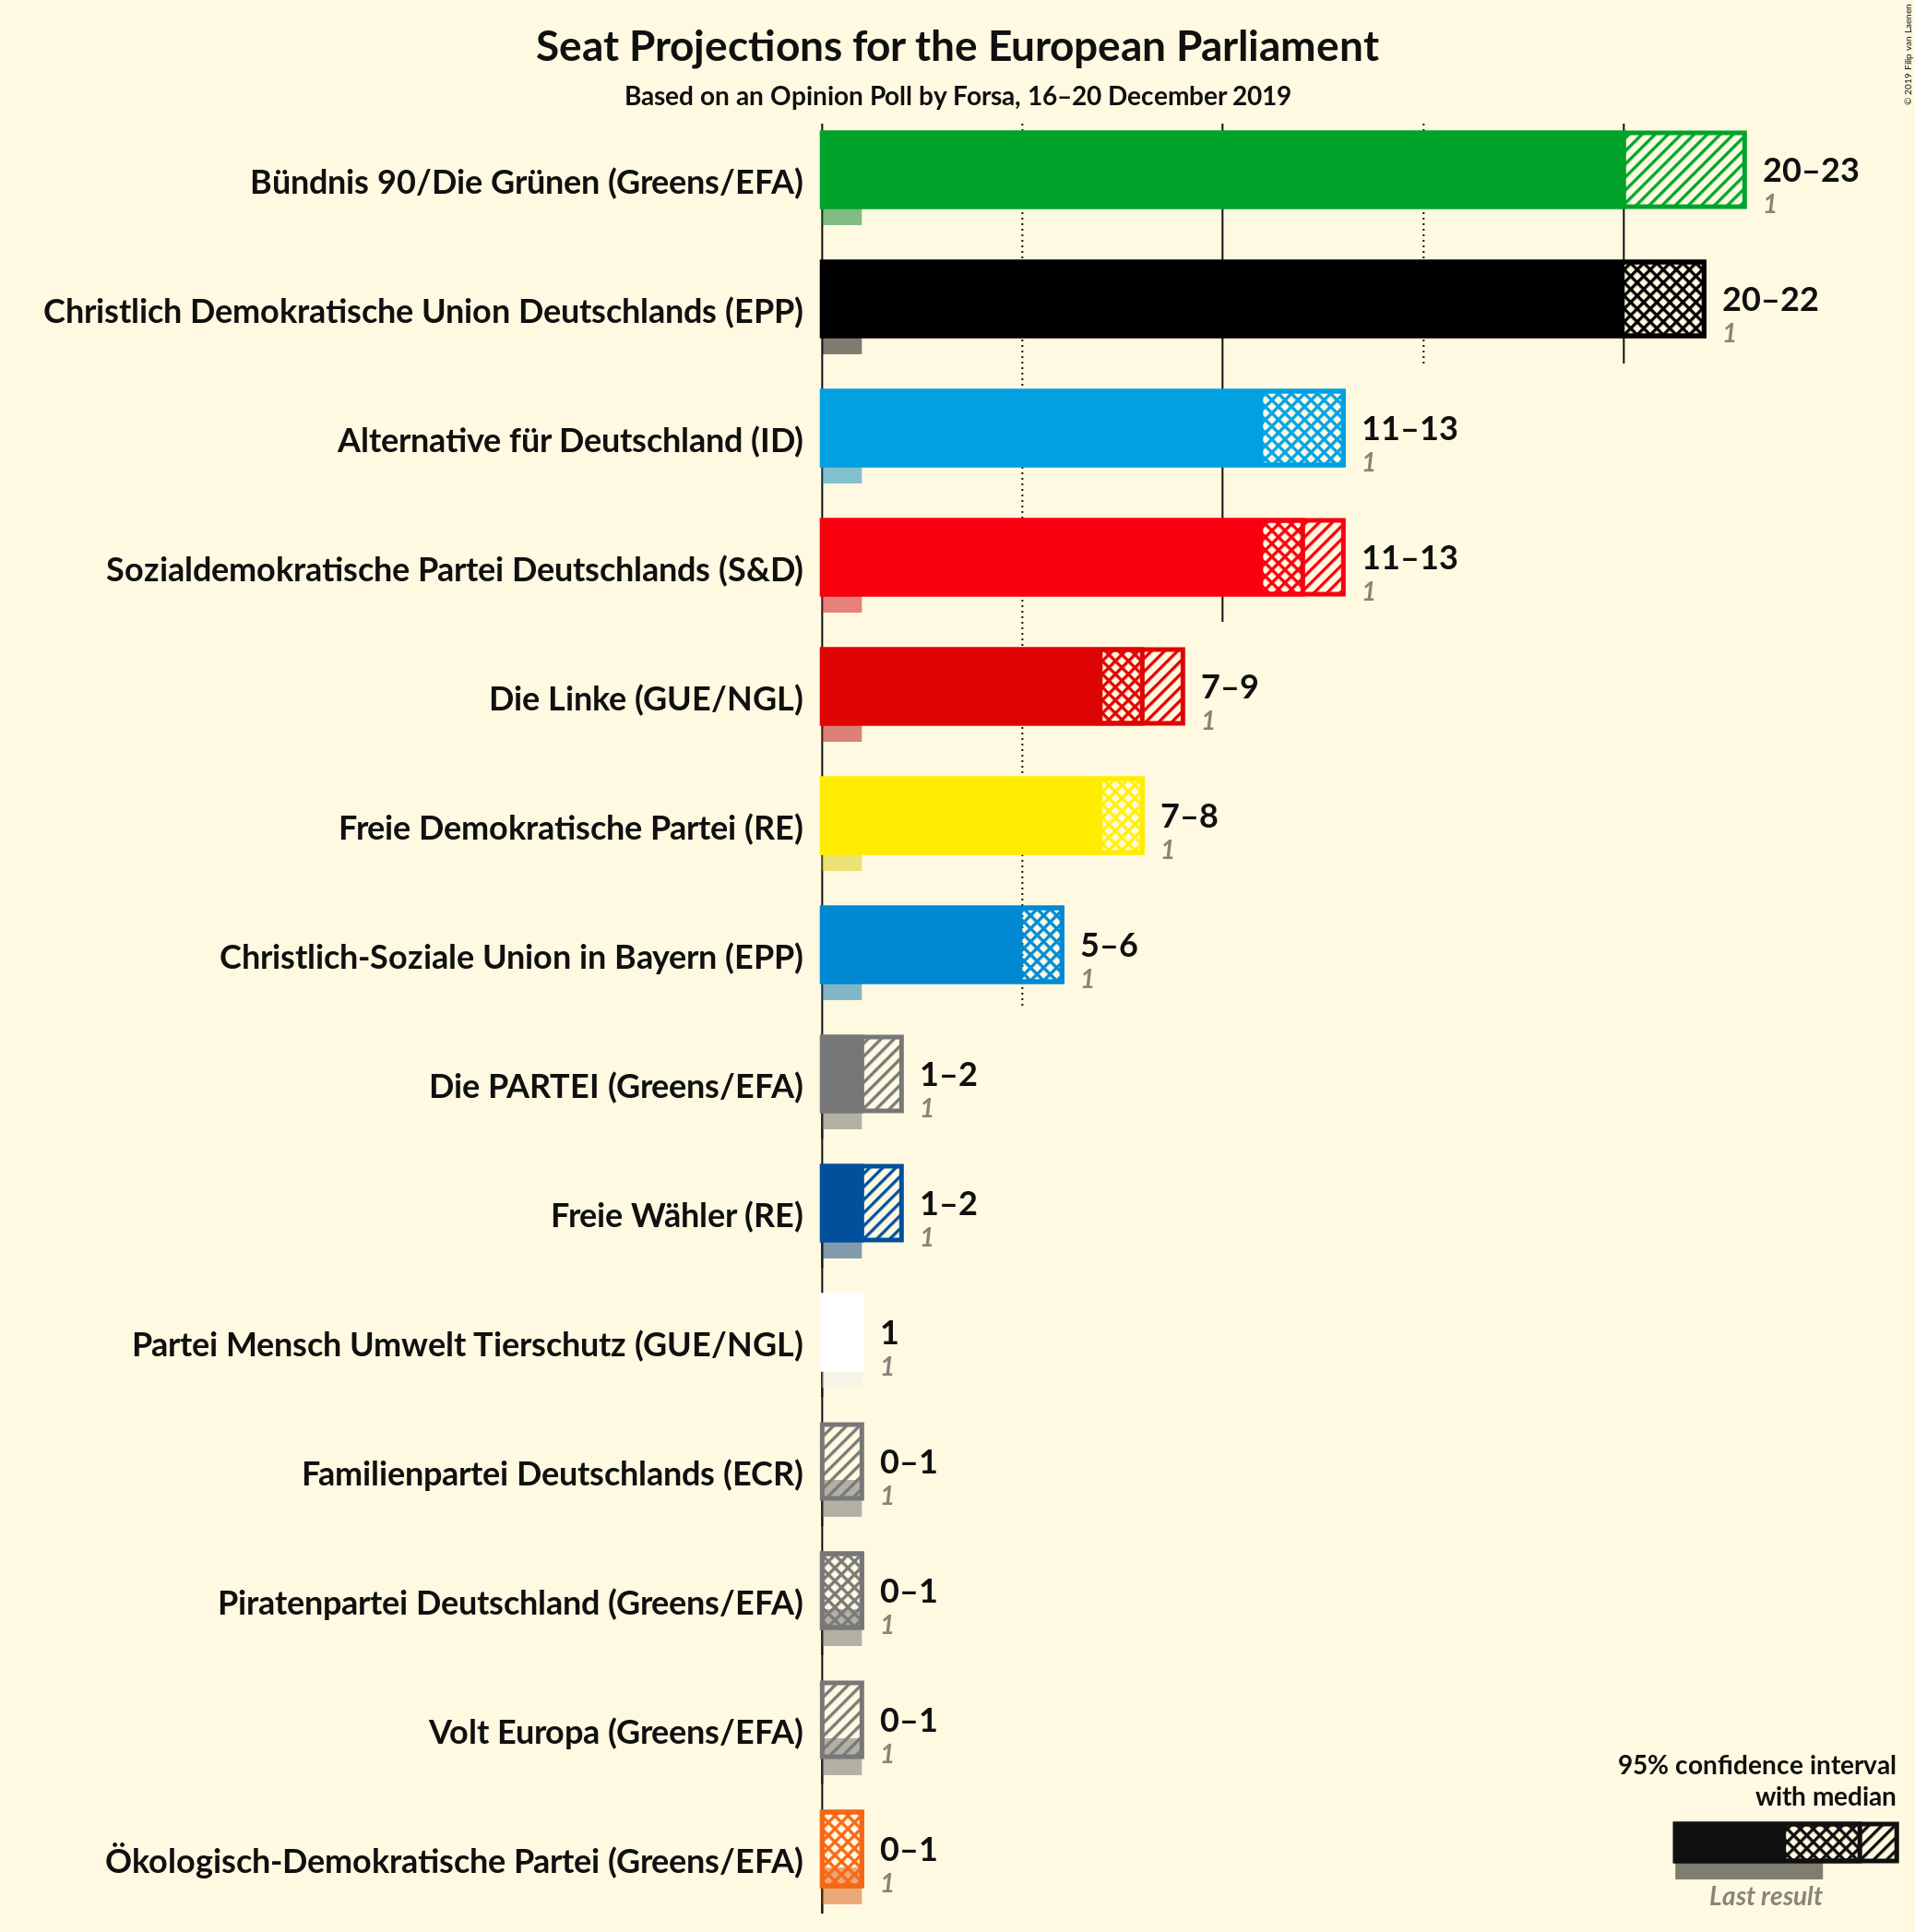 Seat Projections for the European Parliament
Based on an Opinion Poll by Forsa, 16–20 December 2019
© 2019 Filip van Laenen
Bündnis 90/Die Grünen (Greens/EFA)
20–23
1
Christlich Demokratische Union Deutschlands (EPP)
20–22
1
Alternative für Deutschland (ID)
11–13
1
Sozialdemokratische Partei Deutschlands (S&D)
11–13
1
Die Linke (GUE/NGL)
7–9
1
Freie Demokratische Partei (RE)
7–8
1
Christlich-Soziale Union in Bayern (EPP)
5–6
1
Die PARTEI (Greens/EFA)
1–2
1
Freie Wähler (RE)
1–2
1
Partei Mensch Umwelt Tierschutz (GUE/NGL)
1
1
Familienpartei Deutschlands (ECR)
0–1
1
Piratenpartei Deutschland (Greens/EFA)
0–1
1
Volt Europa (Greens/EFA)
0–1
1
Ökologisch-Demokratische Partei (Greens/EFA)
0–1
1
95% confidence interval
with median
Last result